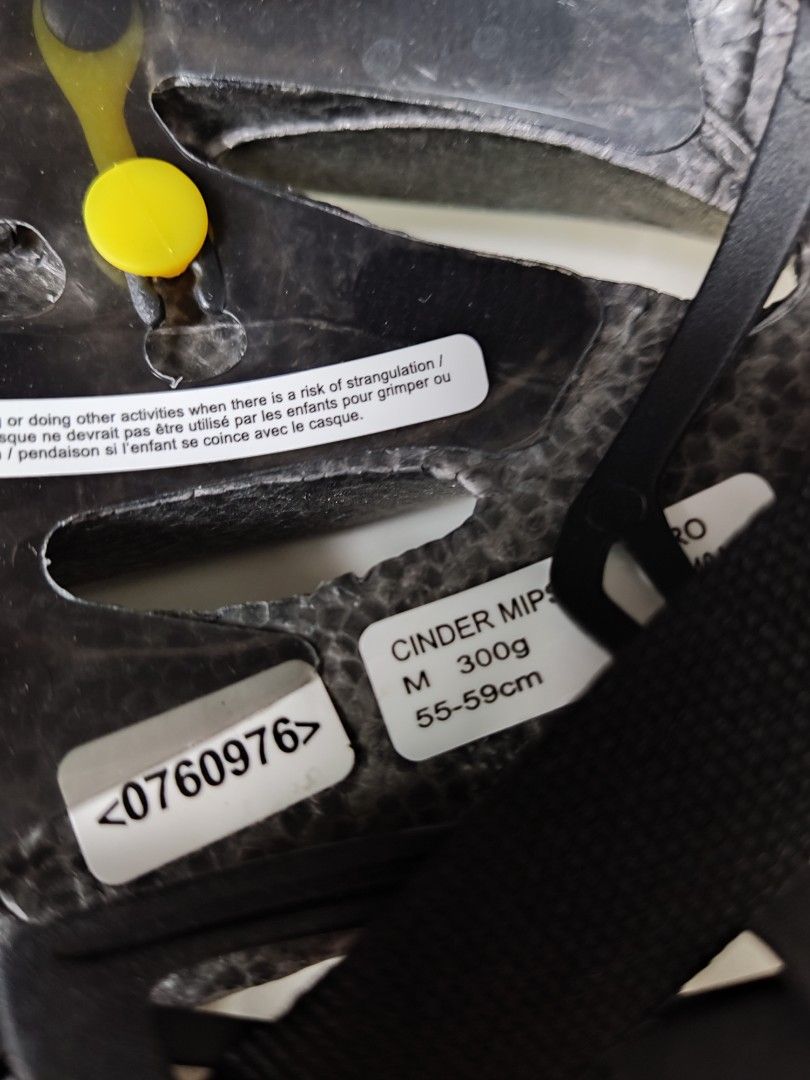 or doing other activities when there is a risk of strangulation /
ne devrait pas être utilisé par les enfants pour grimper ou
/ pendaison si l'enfant se coince avec le casque.
CINDER MIPS
M 300g
55-59cm
<0760976>